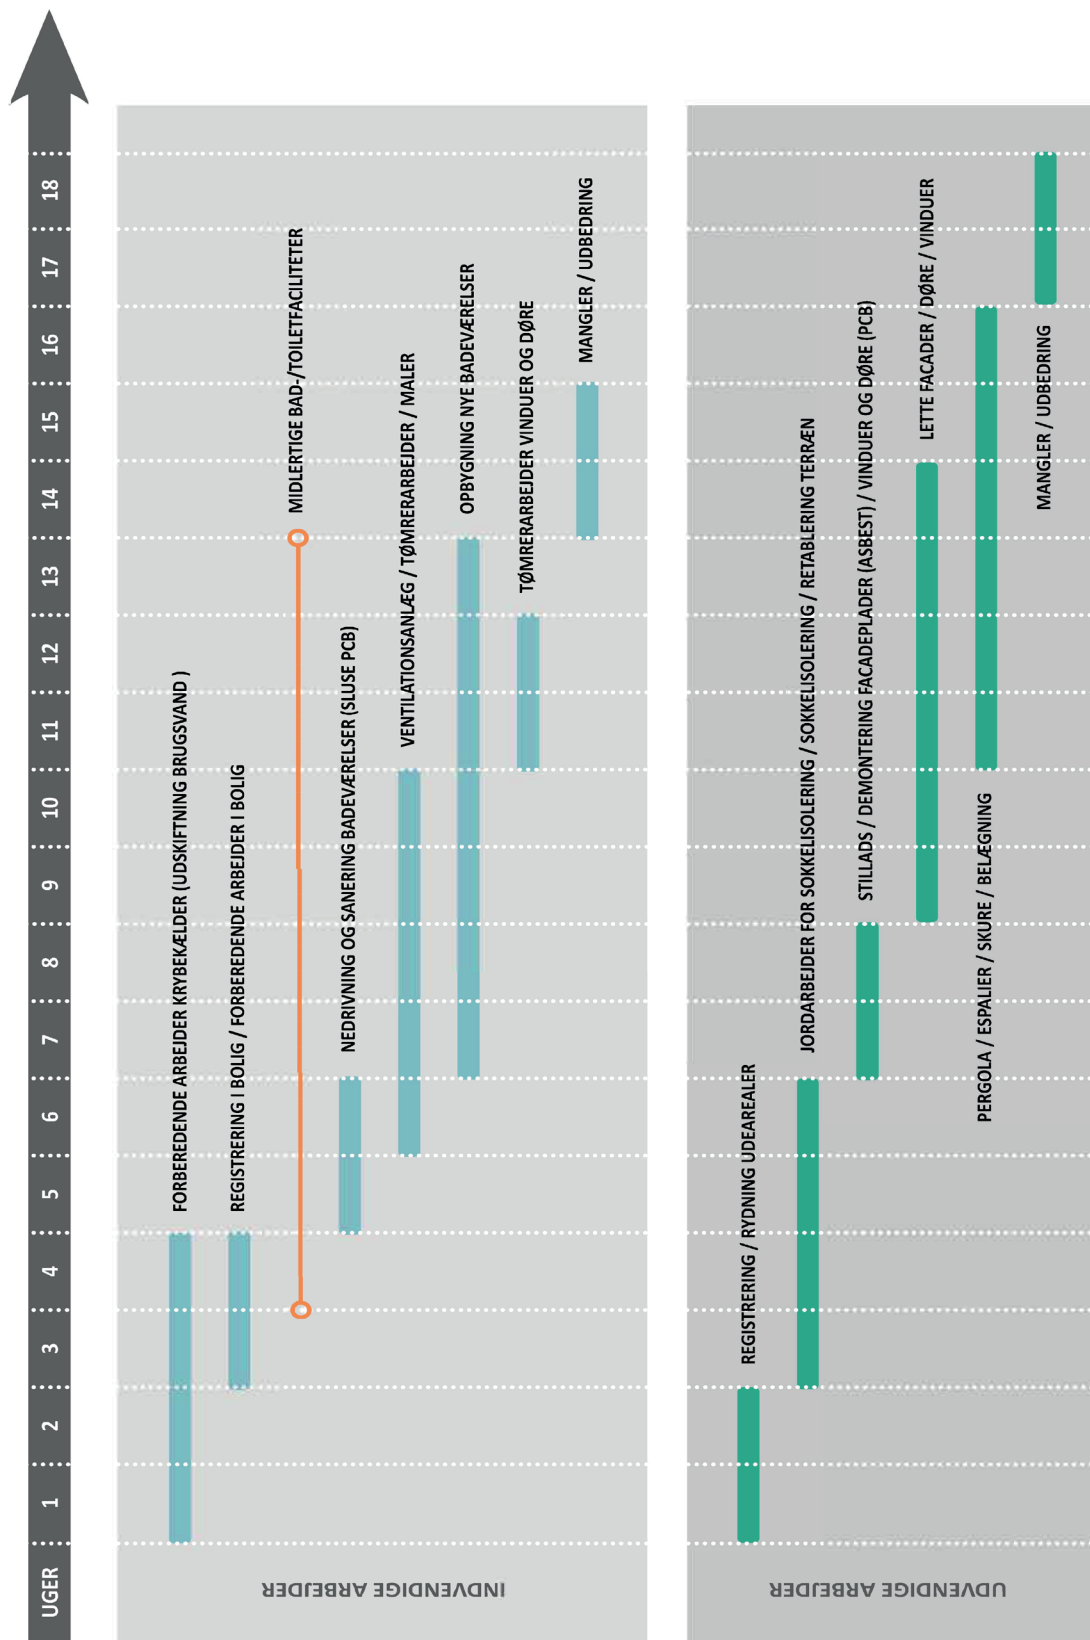 UGER
1
2
3
4
5
6
7
8
9
10
11
12
13
14
15
16
17
18
INDVENDIGE ARBEJDER
FORBEREDENDE ARBEJDER KRYBEKÆLDER (UDSKIFTNING BRUGSVAND )
REGISTRERING I BOLIG / FORBEREDENDE ARBEJDER I BOLIG
MIDLERTIGE BAD-/TOILETFACILITETER
NEDRIVNING OG SANERING BADEVÆRELSER (SLUSE PCB)
VENTILATIONSANLÆG / TØMRERARBEJDER / MALER
OPBYGNING NYE BADEVÆRELSER
TØMRERARBEJDER VINDUER OG DØRE
MANGLER / UDBEDRING
UDVENDIGE ARBEJDER
REGISTRERING / RYDNING UDEAREALER
JORDARBEJDER FOR SOKKELISOLERING / SOKKELISOLERING / RETABLERING TERRÆN
STILLADS / DEMONTERING FACADEPLADER (ASBEST) / VINDUER OG DØRE (PCB)
LETTE FACADER / DØRE / VINDUER
PERGOLA / ESPALIER / SKURE / BELÆGNING
MANGLER / UDBEDRING